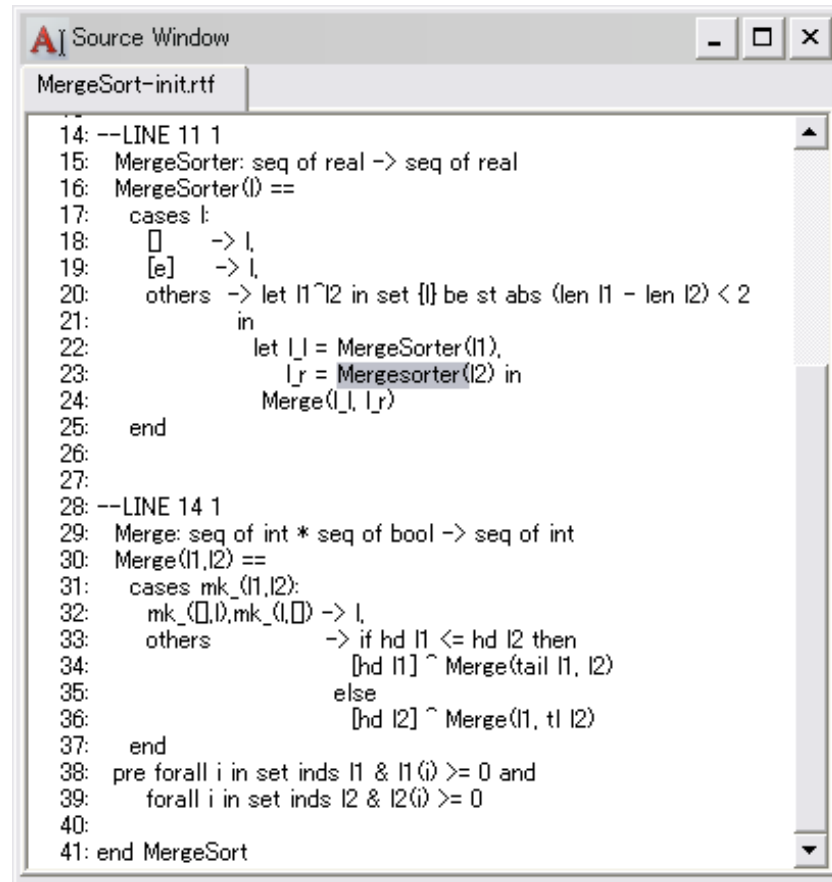 Source Window
MergeSort-init.rtf
14: --LINE 11 1
15: MergeSorter: seq of real -> seq of real
16: MergeSorter(l) ==
17: cases l:
18: [] -> l,
19: [e] -> l,
20: others -> let l1^l2 in set {l} be st abs (len l1 - len l2) < 2
21: in
22: let l_l = MergeSorter(l1),
23: l_r = Mergesorter(l2) in
24: Merge(l_l, l_r)
25: end
26:
27:
28: --LINE 14 1
29: Merge: seq of int * seq of bool -> seq of int
30: Merge(l1,l2) ==
31: cases mk_(l1,l2):
32: mk_([],l),mk_(l,[]) -> l,
33: others -> if hd l1 <= hd l2 then
34: [hd l1] ^ Merge(tail l1, l2)
35: else
36: [hd l2] ^ Merge(l1, tl l2)
37: end
38: pre forall i in set inds l1 & l1(i) >= 0 and
39: forall i in set inds l2 & l2(i) >= 0
40:
41: end MergeSort